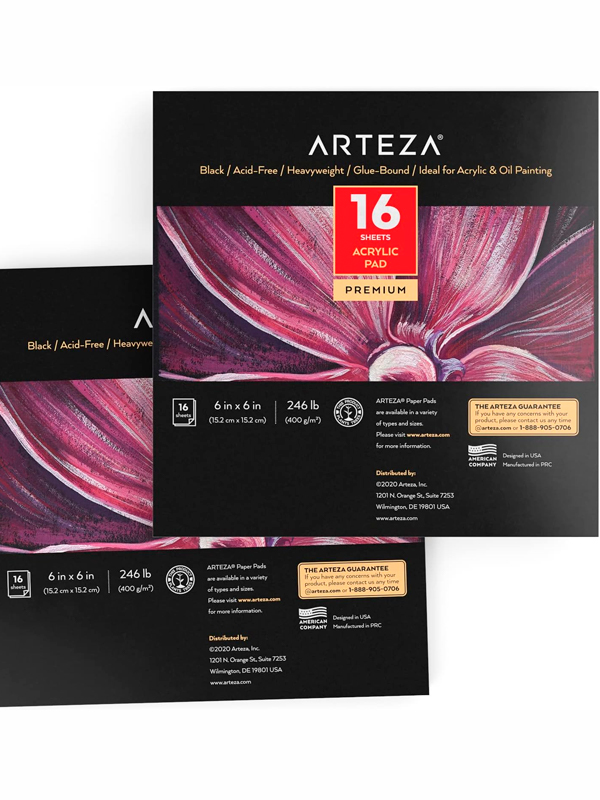 ARTEZA®
Black / Acid-Free / Heavyweight / Glue-Bound / Ideal for Acrylic & Oil Painting
16
SHEETS
ACRYLIC
PAD
PREMIUM
16
sheets
6 in x 6 in
(15.2 cm x 15.2 cm)
246 lb
(400 g/m²)
ARTEZA® Paper Pads
are available in a variety
of types and sizes.
Please visit www.arteza.com
for more information.
Distributed by:
©2020 Arteza, Inc.
1201 N. Orange St, Suite 7253
Wilmington, DE 19801 USA
www.arteza.com
THE ARTEZA GUARANTEE
If you have any concerns with your
product, please contact us any time
@arteza.com or 1-888-905-0706
AMERICAN
COMPANY
Designed in USA
Manufactured in PRC
A
Black / Acid-Free / Heavywe
16
sheets
6 in x 6 in
(15.2 cm x 15.2 cm)
246 lb
(400 g/m²)
ARTEZA® Paper Pads
are available in a variety
of types and sizes.
Please visit www.arteza.com
for more information.
Distributed by:
©2020 Arteza, Inc.
1201 N. Orange St, Suite 7253
Wilmington, DE 19801 USA
www.arteza.com
THE ARTEZA GUARANTEE
If you have any concerns with your
product, please contact us any time
@arteza.com or 1-888-905-0706
AMERICAN
COMPANY
Designed in USA
Manufactured in PRC